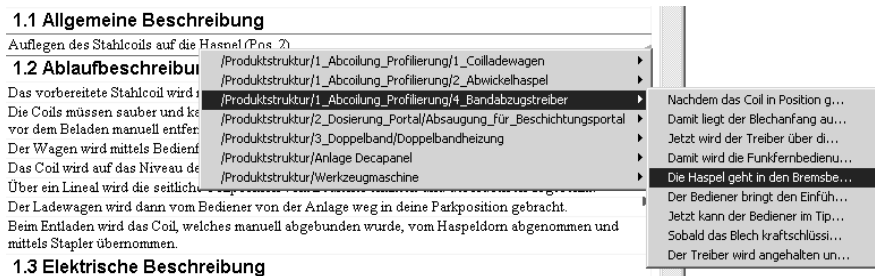 1.1 Allgemeine Beschreibung
Auflegen des Stahlcoils auf die Haspel (Pos. 2)
1.2 Ablaufbeschreibu
Das vorbereitete Stahlcoil wird
Die Coils müssen sauber und
vor dem Beladen manuell entfer
Der Wagen wird mittels Bedienf
Das Coil wird auf das Niveau de
Über ein Lineal wird die seitliche
Der Ladewagen wird dann vom Bediener von der Anlage weg in deine Parkposition gebracht.
Beim Entladen wird das Coil, welches manuell abgebunden wurde, vom Haspeldorn abgenommen und
mittels Stapler übernommen.
1.3 Elektrische Beschreibung
/Produktstruktur/1_Abcoilung_Profilierung/1_Coilladewagen
/Produktstruktur/1_Abcoilung_Profilierung/2_Abwickelhaspel
/Produktstruktur/1_Abcoilung_Profilierung/4_Bandabzugstreiber
/Produktstruktur/2_Dosierung_Portal/Absaugung_für_Beschichtungsportal
/Produktstruktur/3_Doppelband/Doppelbandheizung
/Produktstruktur/Anlage Decapanel
/Produktstruktur/Werkzeugmaschine
Nachdem das Coil in Position g...
Damit liegt der Blechanfang au...
Jetzt wird der Treiber über di...
Damit wird die Funkfernbedienu...
Die Haspel geht in den Bremsbe...
Der Bediener bringt den Einfüh...
Jetzt kann der Bediener im Tip...
Sobald das Blech kraftschlüssi...
Der Treiber wird angehalten un...